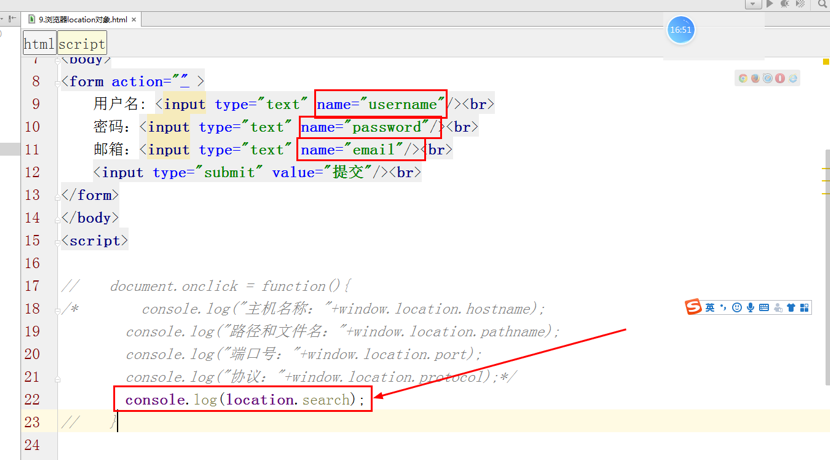 9.浏览器location对象.html ×
16:51
html script
7 <body>
8 <form action="" >
9 用户名: <input type="text" name="username"/><br>
10 密码: <input type="text" name="password"/><br>
11 邮箱: <input type="text" name="email"/><br>
12 <input type="submit" value="提交"/><br>
13 </form>
14 </body>
15 <script>
16
17 // document.onclick = function(){
18 /* console.log("主机名称: "+window.location.hostname);
19 console.log("路径和文件名: "+window.location.pathname);
20 console.log("端口号: "+window.location.port);
21 console.log("协议: "+window.location.protocol);*/
22 console.log(location.search);
23 // }
24
英